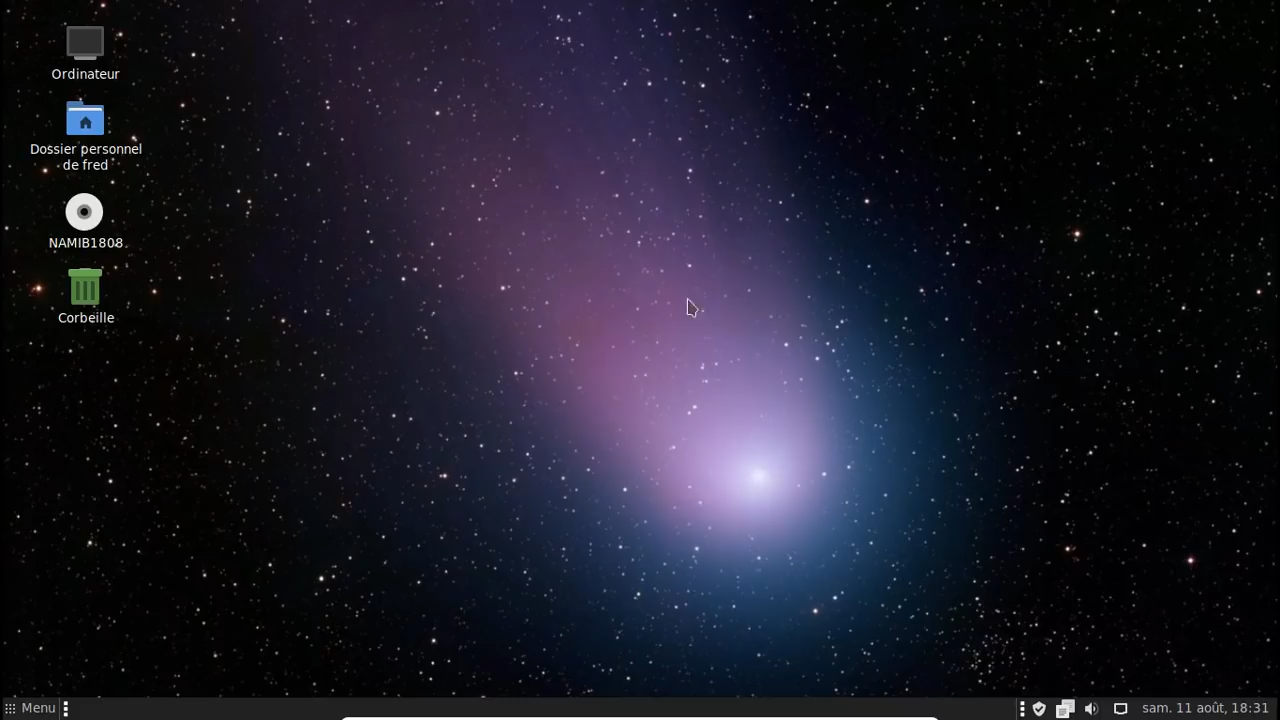 Ordinateur
Dossier personnel
de fred
NAMIB1808
Corbeille
Menu
sam. 11 août, 18:31